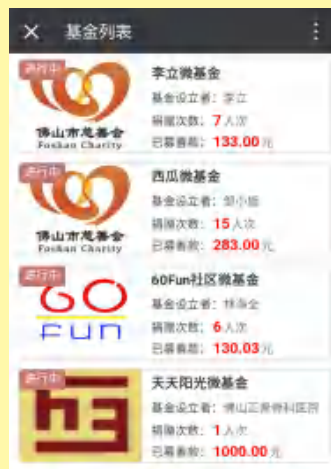 基金列表
进行中
李立微基金
基金设立者：李立
捐赠次数：7人次
已募善款：133.00元
佛山市慈善会
Foshan Charity
进行中
西瓜微基金
基金设立者：
捐赠次数：15人次
已募善款：283.00元
佛山市慈善会
Foshan Charity
进行中
60Fun社区微基金
基金设立者：
捐赠次数：6人次
已募善款：130.03元
60
FUN
进行中
天天阳光微基金
基金设立者：佛山正骨骨科医院
捐赠次数：1人次
已募善款：1000.00元